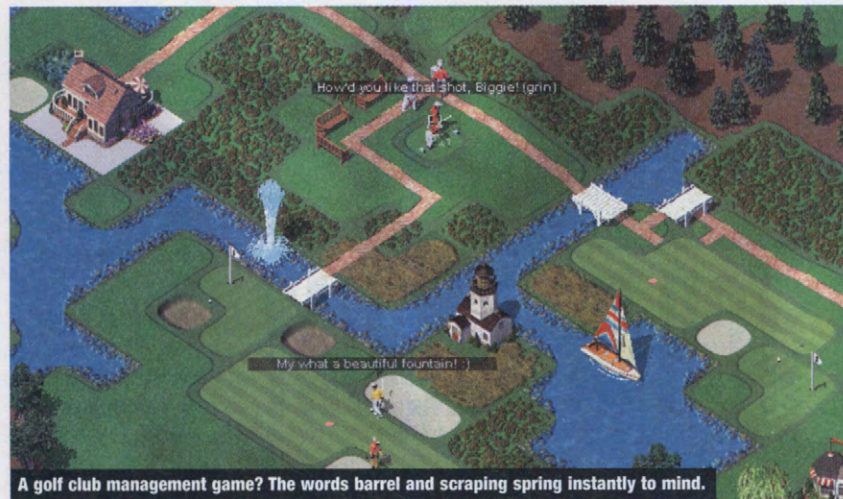 How'd you like that shot, Biggie! (grin)
My what a beautiful fountain! :)
A golf club management game? The words barrel and scraping spring instantly to mind.